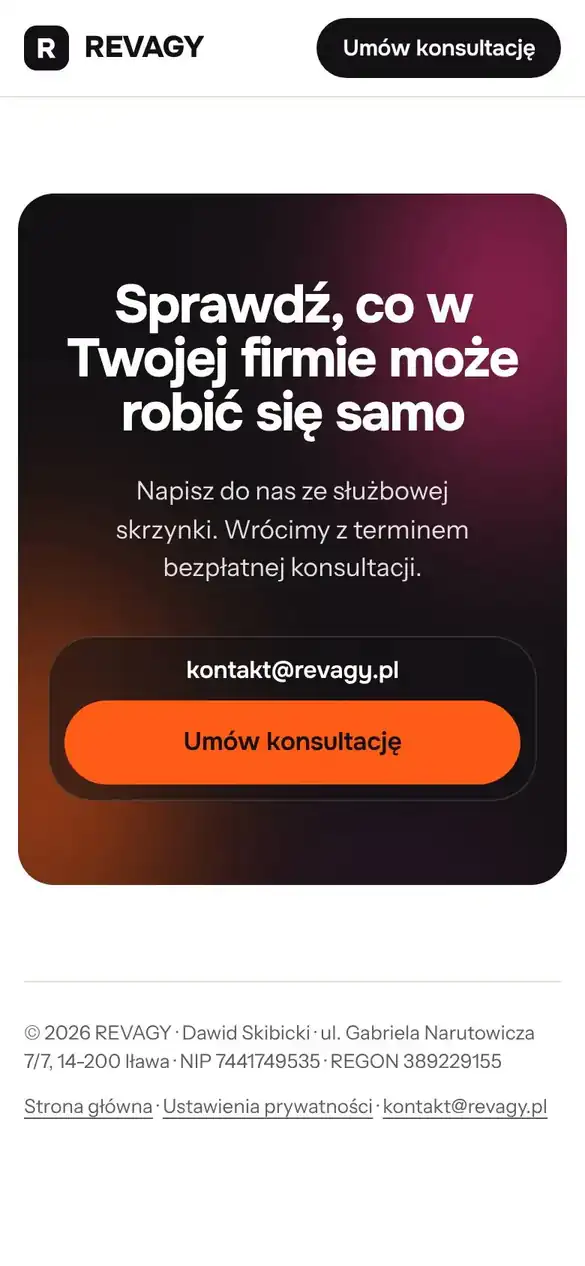 R REVAGY
Umów konsultację
Sprawdź, co w
Twojej firmie może
robić się samo
Napisz do nas ze służbowej
skrzynki. Wrócimy z terminem
bezpłatnej konsultacji.
kontakt@revagy.pl
Umów konsultację
© 2026 REVAGY · Dawid Skibicki · ul. Gabriela Narutowicza
7/7, 14-200 Iława · NIP 7441749535 · REGON 389229155
Strona główna · Ustawienia prywatności · kontakt@revagy.pl